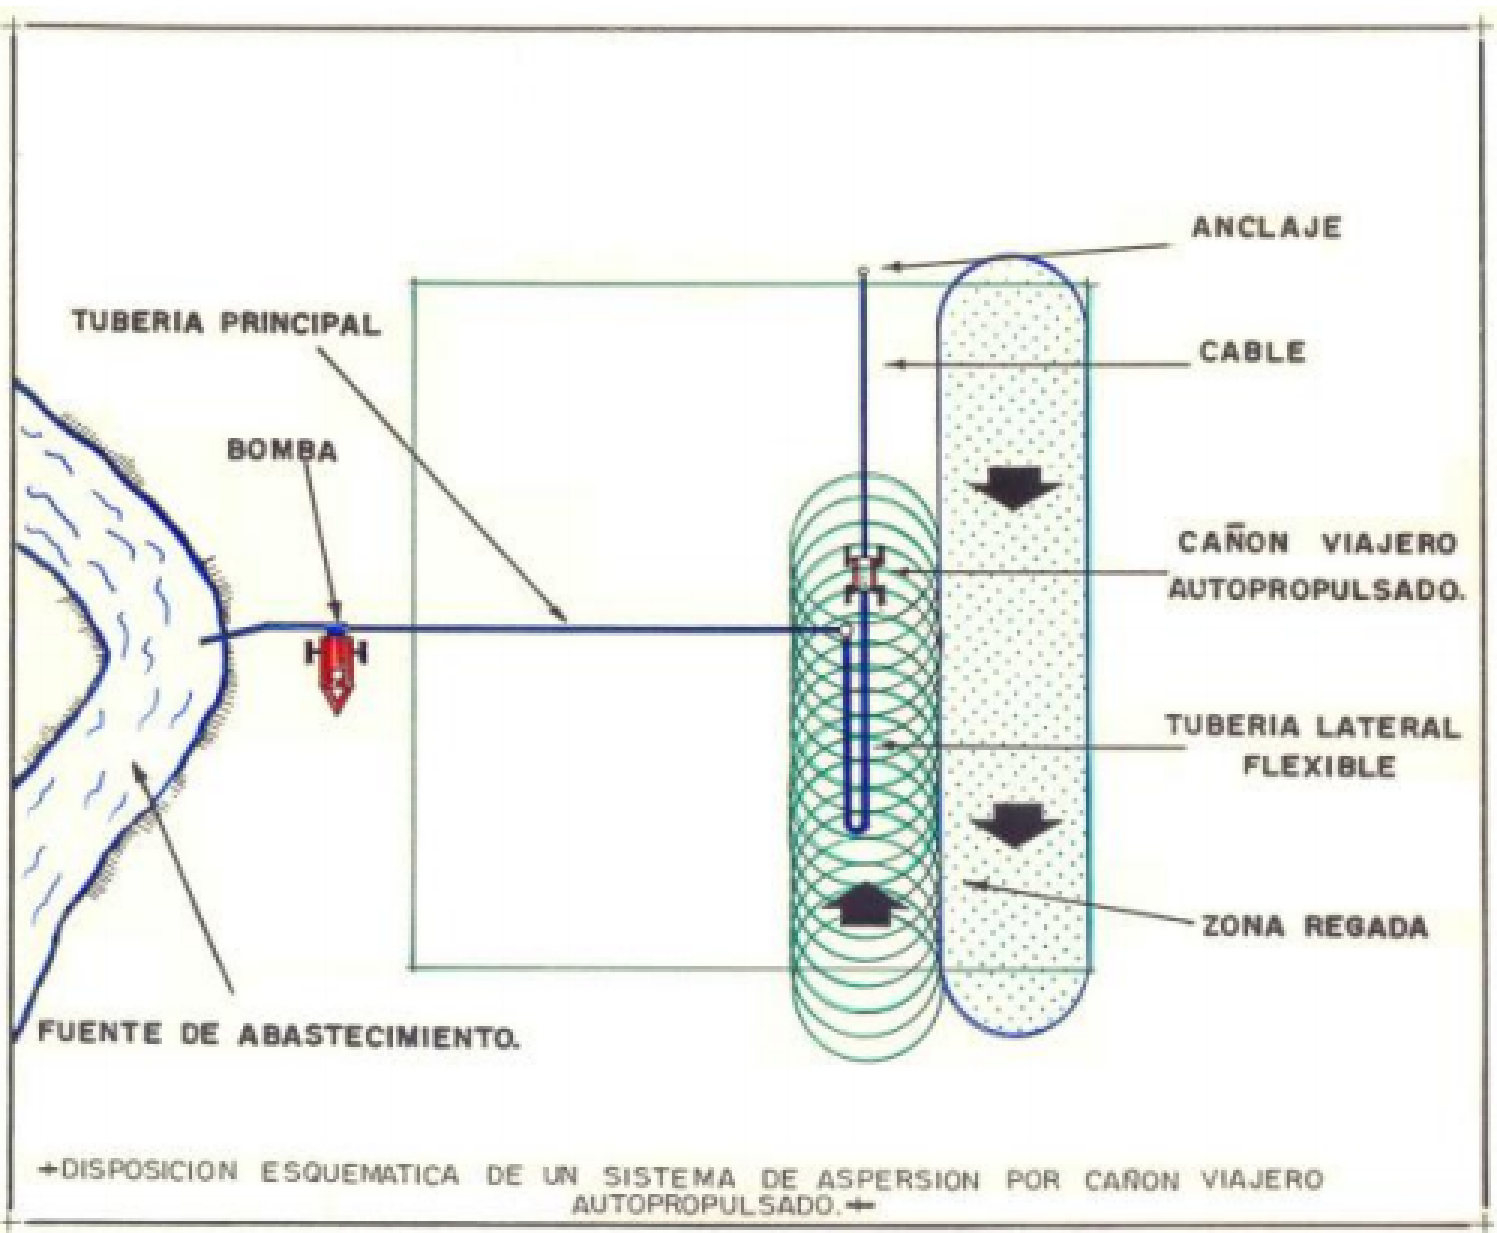 ANCLAJE
TUBERIA PRINCIPAL
CABLE
BOMBA
CAÑON VIAJERO
AUTOPROPULSADO.
TUBERIA LATERAL
FLEXIBLE
ZONA REGADA
FUENTE DE ABASTECIMIENTO.
DISPOSICION ESQUEMATICA DE UN SISTEMA DE ASPERSION POR CAÑON VIAJERO
AUTOPROPULSADO.